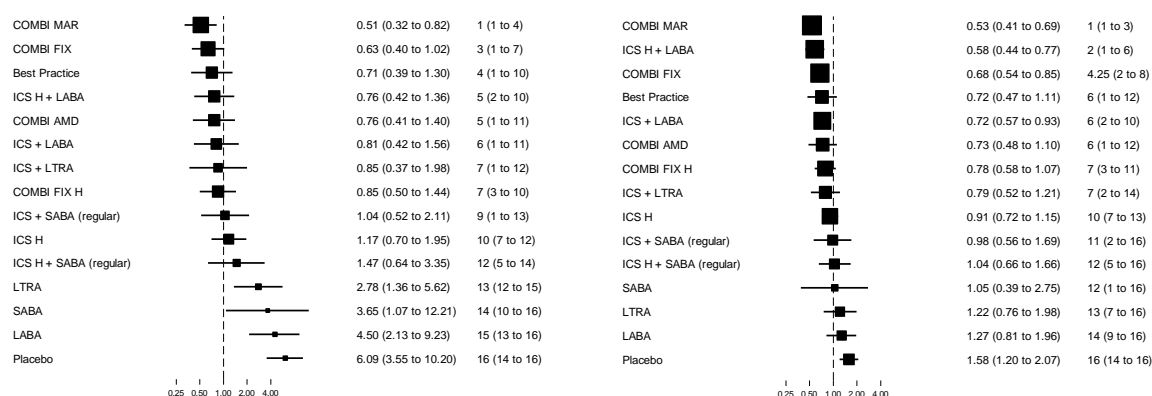 COMBI MAR 0.51 (0.32 to 0.82) 1 (1 to 4)
COMBI FIX 0.63 (0.40 to 1.02) 3 (1 to 7)
Best Practice 0.71 (0.39 to 1.30) 4 (1 to 10)
ICS H + LABA 0.76 (0.42 to 1.36) 5 (2 to 10)
COMBI AMD 0.76 (0.41 to 1.40) 5 (1 to 11)
ICS + LABA 0.81 (0.42 to 1.56) 6 (1 to 11)
ICS + LTRA 0.85 (0.37 to 1.98) 7 (1 to 12)
COMBI FIX H 0.85 (0.50 to 1.44) 7 (3 to 10)
ICS + SABA (regular) 1.04 (0.52 to 2.11) 9 (1 to 13)
ICS H 1.17 (0.70 to 1.95) 10 (7 to 12)
ICS H + SABA (regular) 1.47 (0.64 to 3.35) 12 (5 to 14)
LTRA 2.78 (1.36 to 5.62) 13 (12 to 15)
SABA 3.65 (1.07 to 12.21) 14 (10 to 16)
LABA 4.50 (2.13 to 9.23) 15 (13 to 16)
Placebo 6.09 (3.55 to 10.20) 16 (14 to 16)
0.25 0.50 1.00 2.00 4.00
COMBI MAR 0.53 (0.41 to 0.69) 1 (1 to 3)
ICS H + LABA 0.58 (0.44 to 0.77) 2 (1 to 6)
COMBI FIX 0.68 (0.54 to 0.85) 4.25 (2 to 8)
Best Practice 0.72 (0.47 to 1.11) 6 (1 to 12)
ICS + LABA 0.72 (0.57 to 0.93) 6 (2 to 10)
COMBI AMD 0.73 (0.48 to 1.10) 6 (1 to 12)
COMBI FIX H 0.78 (0.58 to 1.07) 7 (3 to 11)
ICS + LTRA 0.79 (0.52 to 1.21) 7 (2 to 14)
ICS H 0.91 (0.72 to 1.15) 10 (7 to 13)
ICS + SABA (regular) 0.98 (0.56 to 1.69) 11 (2 to 16)
ICS H + SABA (regular) 1.04 (0.66 to 1.66) 12 (5 to 16)
SABA 1.05 (0.39 to 2.75) 12 (1 to 16)
LTRA 1.22 (0.76 to 1.98) 13 (7 to 16)
LABA 1.27 (0.81 to 1.96) 14 (9 to 16)
Placebo 1.58 (1.20 to 2.07) 16 (14 to 16)
0.25 0.50 1.00 2.00 4.00